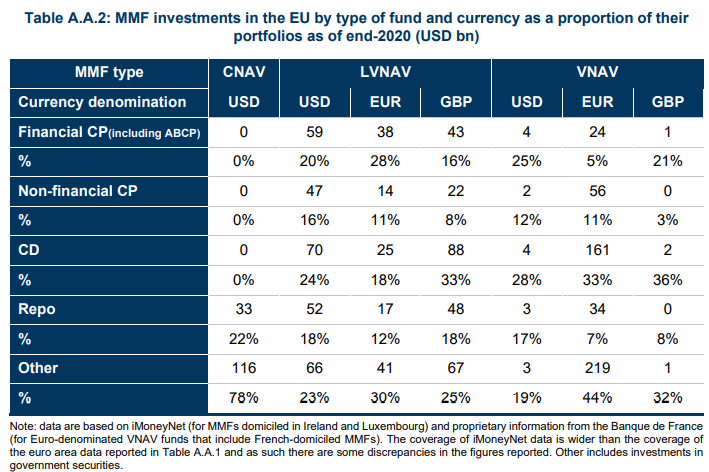 Table A.A.2: MMF investments in the EU by type of fund and currency as a proportion of their
portfolios as of end-2020 (USD bn)
MMF type CNAV LVNAV VNAV
Currency denomination USD USD EUR GBP USD EUR GBP
Financial CP(including ABCP) 0 59 38 43 4 24 1
% 0% 20% 28% 16% 25% 5% 21%
Non-financial CP 0 47 14 22 2 56 0
% 0% 16% 11% 8% 12% 11% 3%
CD 0 70 25 88 4 161 2
% 0% 24% 18% 33% 28% 33% 36%
Repo 33 52 17 48 3 34 0
% 22% 18% 12% 18% 17% 7% 8%
Other 116 66 41 67 3 219 1
% 78% 23% 30% 25% 19% 44% 32%
Note: data are based on iMoneyNet (for MMFs domiciled in Ireland and Luxembourg) and proprietary information from the Banque de France
(for Euro-denominated VNAV funds that include French-domiciled MMFs). The coverage of iMoneyNet data is wider than the coverage of
the euro area data reported in Table A.A.1 and as such there are some discrepancies in the figures reported. Other includes investments in
government securities.